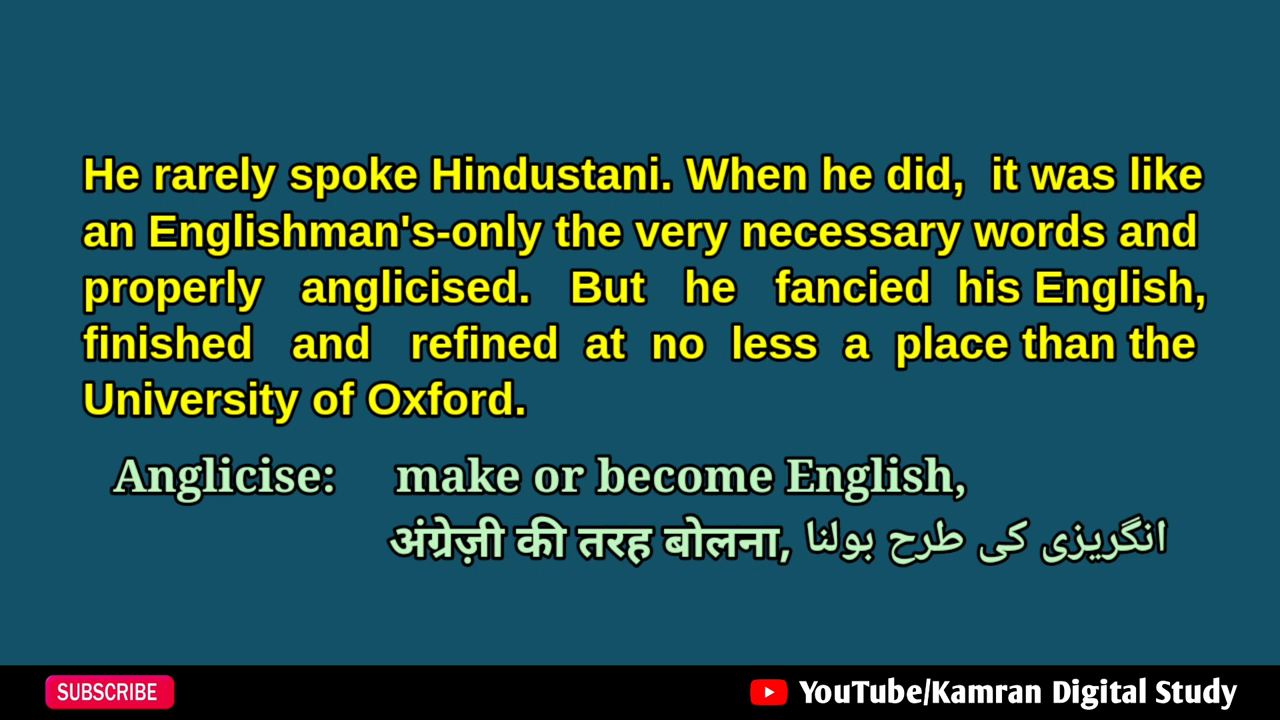 He rarely spoke Hindustani. When he did, it was like
an Englishman's-only the very necessary words and
properly anglicised. But he fancied his English,
finished and refined at no less a place than the
University of Oxford.
Anglicise: make or become English,
अंग्रेज़ी की तरह बोलना, انگریزی کی طرح بولنا
SUBSCRIBE
YouTube/Kamran Digital Study